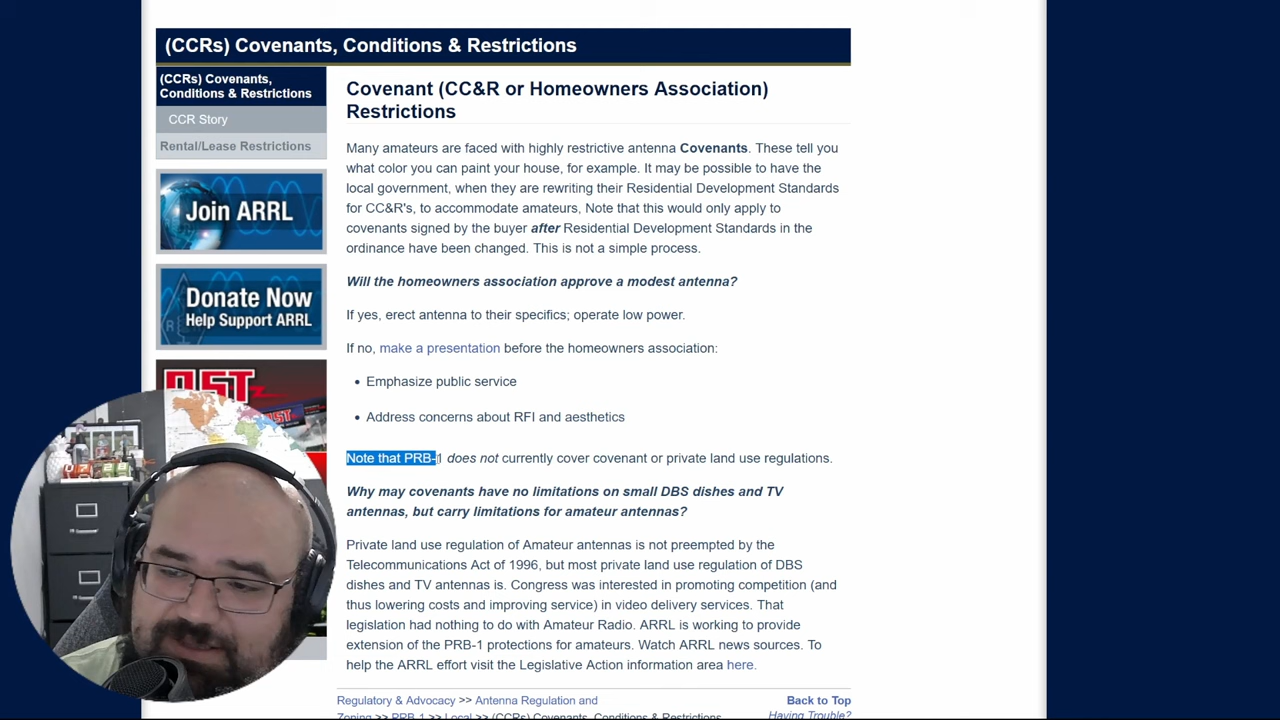 (CCRs) Covenants, Conditions & Restrictions
(CCRs) Covenants,
Conditions & Restrictions
CCR Story
Rental/Lease Restrictions
Join ARRL
Donate Now
Help Support ARRL
QST
Covenant (CC&R or Homeowners Association)
Restrictions
Many amateurs are faced with highly restrictive antenna Covenants. These tell you
what color you can paint your house, for example. It may be possible to have the
local government, when they are rewriting their Residential Development Standards
for CC&R's, to accommodate amateurs, Note that this would only apply to
covenants signed by the buyer after Residential Development Standards in the
ordinance have been changed. This is not a simple process.
Will the homeowners association approve a modest antenna?
If yes, erect antenna to their specifics; operate low power.
If no, make a presentation before the homeowners association:
• Emphasize public service
• Address concerns about RFI and aesthetics
Note that PRB-1 does not currently cover covenant or private land use regulations.
Why may covenants have no limitations on small DBS dishes and TV
antennas, but carry limitations for amateur antennas?
Private land use regulation of Amateur antennas is not preempted by the
Telecommunications Act of 1996, but most private land use regulation of DBS
dishes and TV antennas is. Congress was interested in promoting competition (and
thus lowering costs and improving service) in video delivery services. That
legislation had nothing to do with Amateur Radio. ARRL is working to provide
extension of the PRB-1 protections for amateurs. Watch ARRL news sources. To
help the ARRL effort visit the Legislative Action information area here.
Regulatory & Advocacy >> Antenna Regulation and
Zoning >> PRB-1 >> Local >> (CCRs) Covenants, Conditions & Restrictions
Back to Top
Having Trouble?